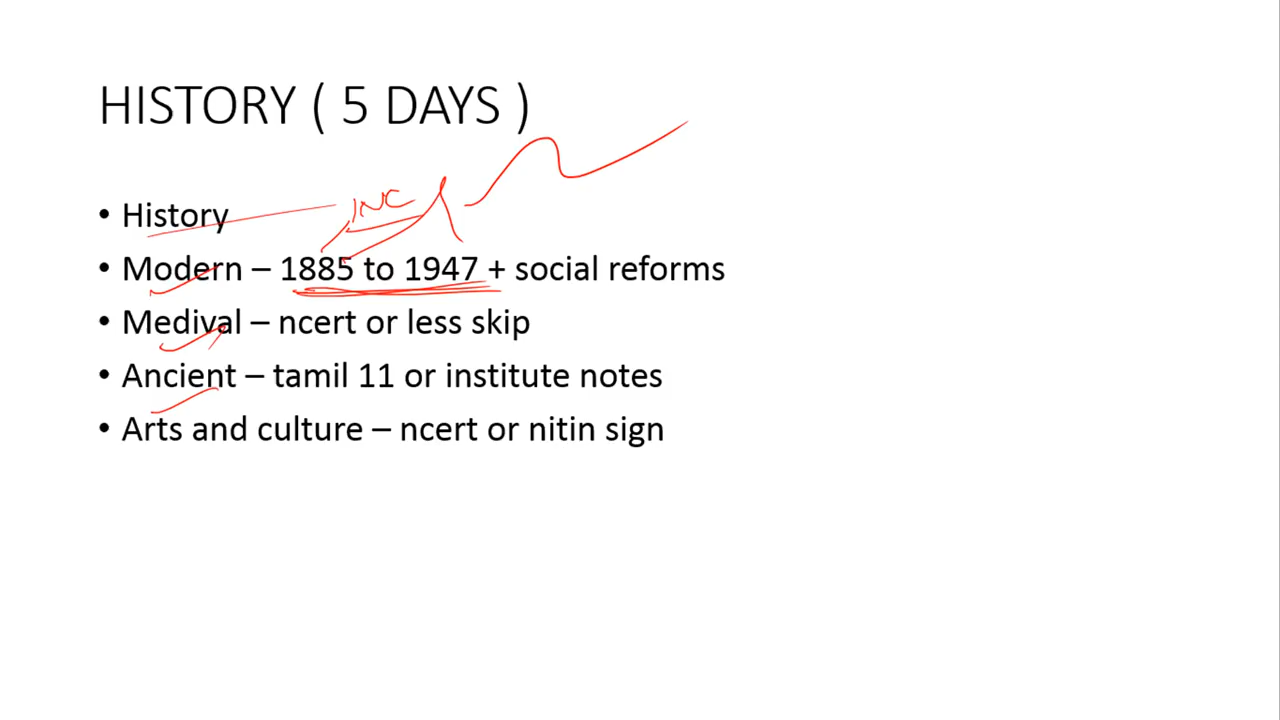 HISTORY ( 5 DAYS )
INC
• History
• Modern – 1885 to 1947 + social reforms
• Medival – ncert or less skip
• Ancient – tamil 11 or institute notes
• Arts and culture – ncert or nitin sign